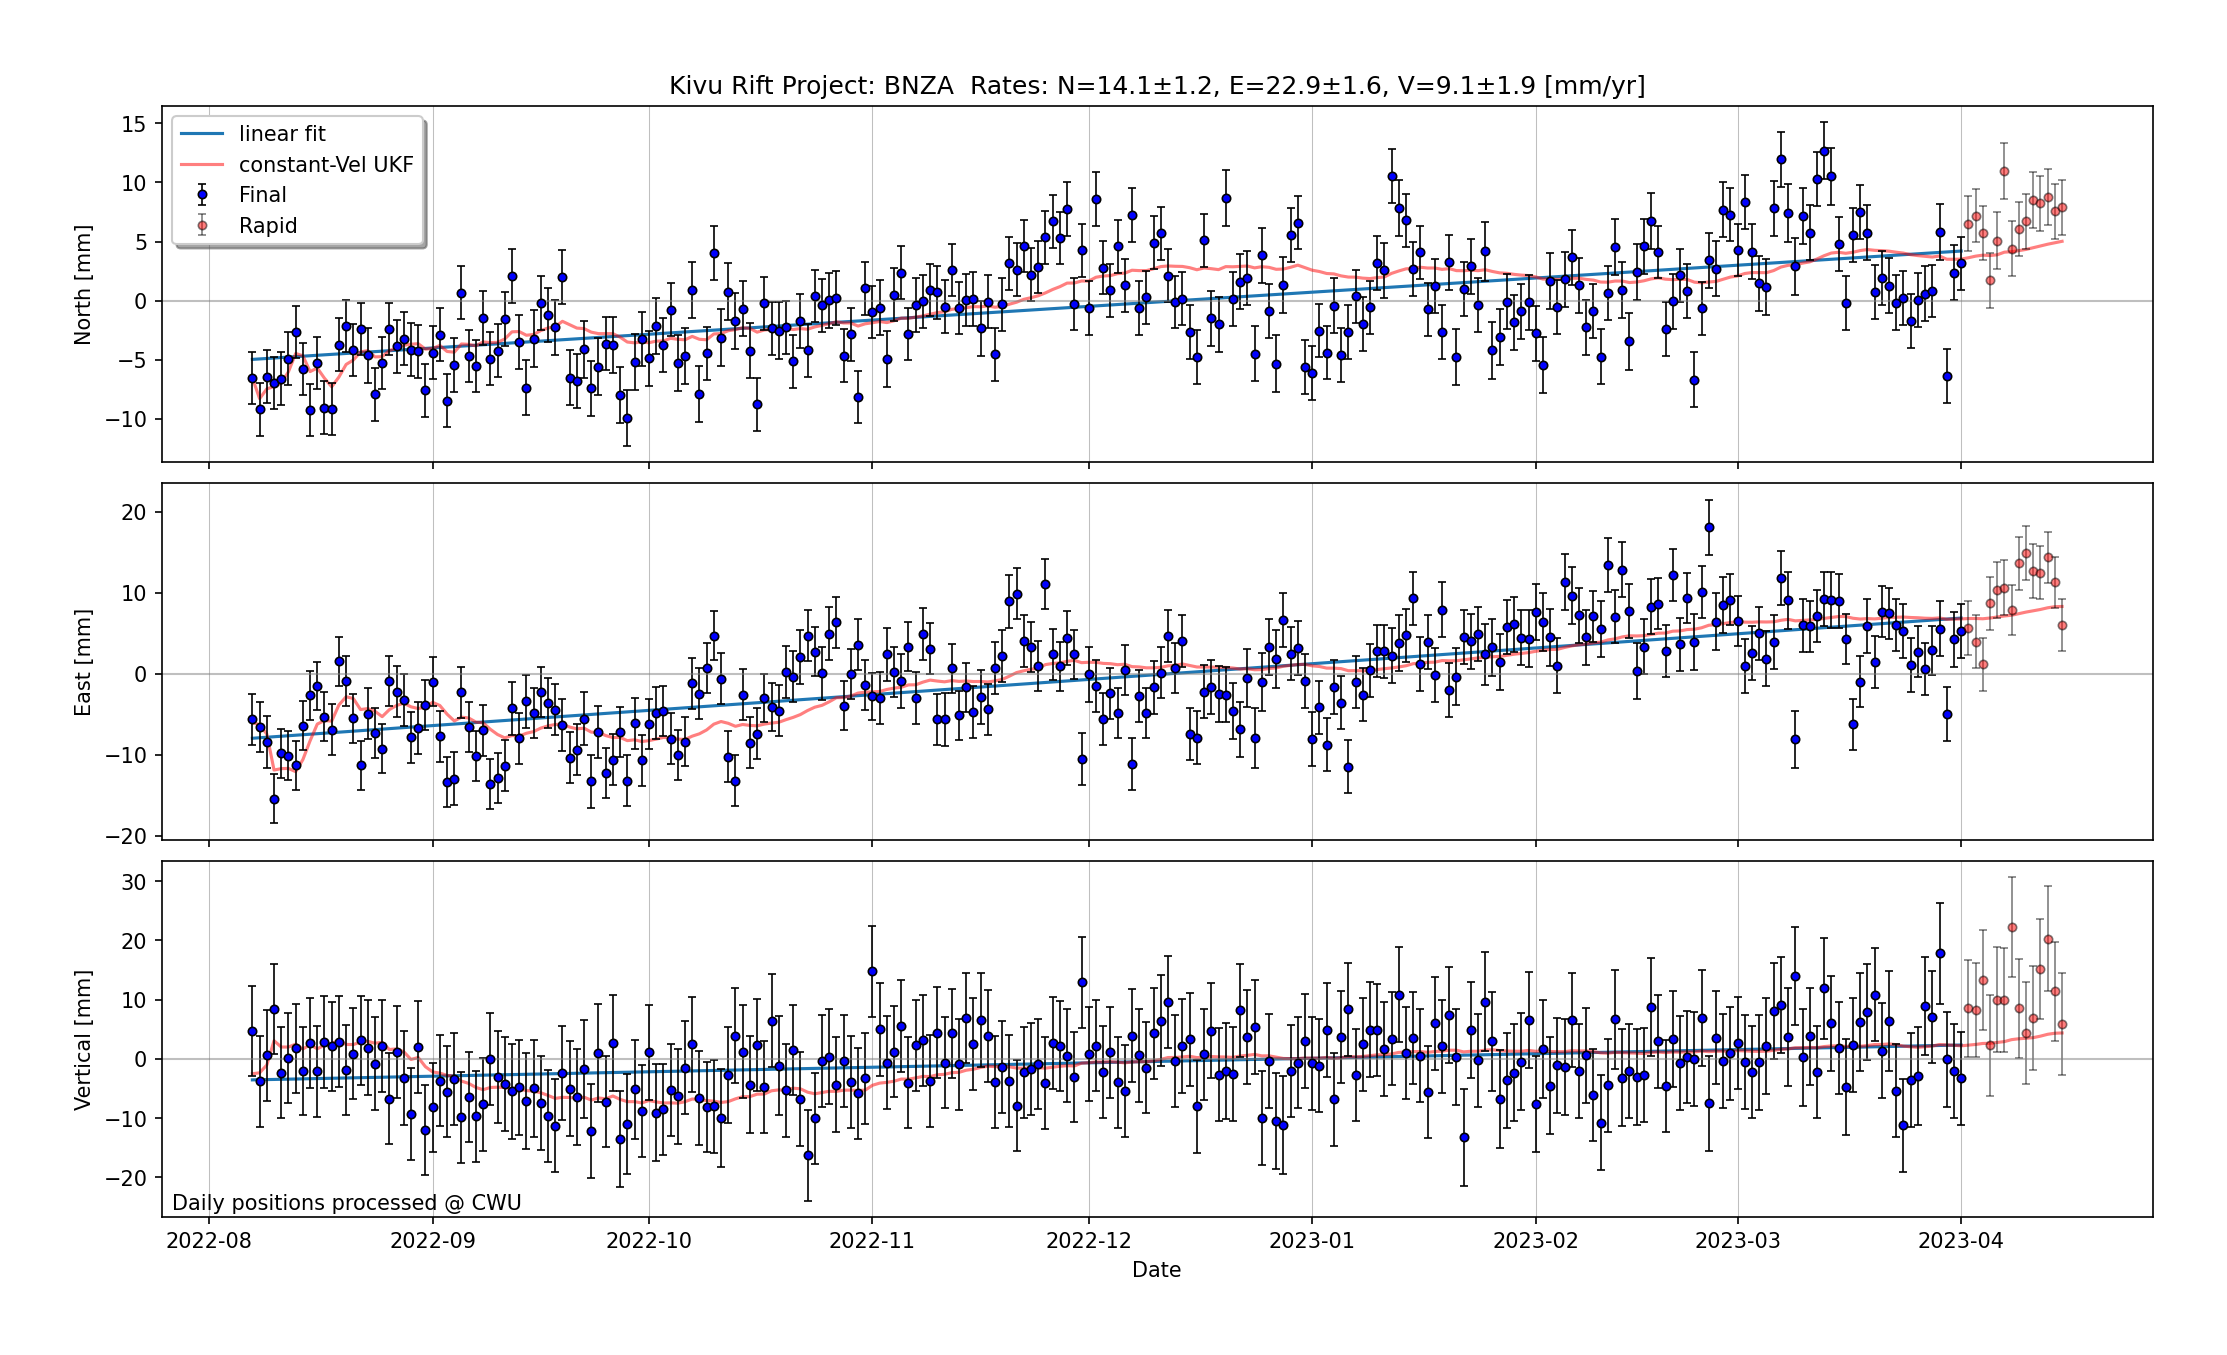 Kivu Rift Project: BNZA  Rates: N=14.1±1.2, E=22.9±1.6, V=9.1±1.9 [mm/yr]
linear fit
constant-Vel UKF
Final
Rapid
North [mm]
15
10
5
0
−5
−10
East [mm]
20
10
0
−10
−20
Vertical [mm]
30
20
10
0
−10
−20
Daily positions processed @ CWU
2022-08 2022-09 2022-10 2022-11 2022-12 2023-01 2023-02 2023-03 2023-04
Date